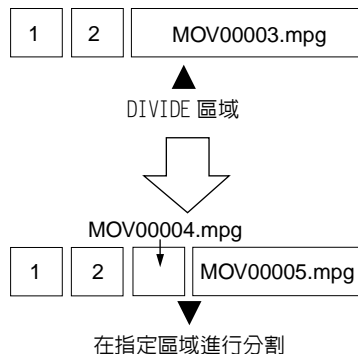 1 2 MOV00003.mpg
DIVIDE 區域
MOV00004.mpg
1 2 MOV00005.mpg
在指定區域進行分割